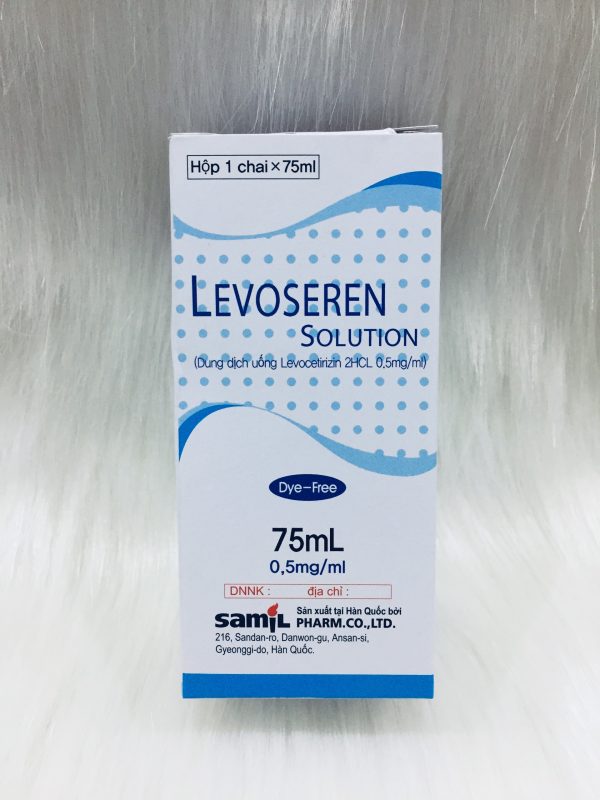 Hộp 1 chai×75ml
LEVOSEREN
SOLUTION
(Dung dịch uống Levocetirizin 2HCL 0,5mg/ml)
Dye-Free
75mL
0,5mg/ml
DNNK : địa chỉ :
samiL Sản xuất tại Hàn Quốc bởi
PHARM.CO.,LTD.
216, Sandan-ro, Danwon-gu, Ansan-si,
Gyeonggi-do, Hàn Quốc.